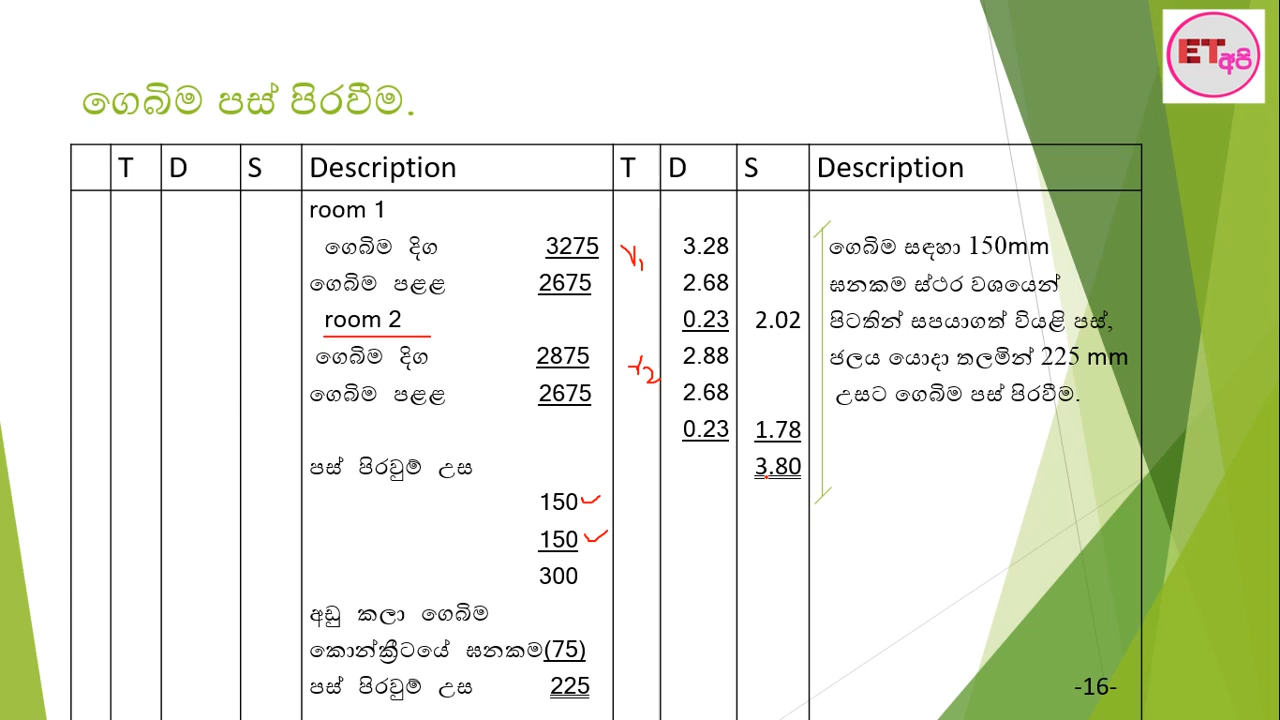 ET අපි
ගෙබිම පස් පිරවීම.
T D S Description T D S Description
room 1
ගෙබිම දිග 3275 γ₁ 3.28 ගෙබිම සඳහා 150mm
ගෙබිම පළළ 2675 2.68 ඝනකම ස්ථර වශයෙන්
room 2 0.23 2.02 පිටතින් සපයාගත් වියළි පස්,
ගෙබිම දිග 2875 γ₂ 2.88 ජලය යොදා තලමින් 225 mm
ගෙබිම පළළ 2675 2.68 උසට ගෙබිම පස් පිරවීම.
0.23 1.78
පස් පිරවුම් උස 3.80
150
150
300
අඩු කලා ගෙබිම
කොන්ක්‍රීටයේ ඝනකම(75)
පස් පිරවුම් උස 225 -16-